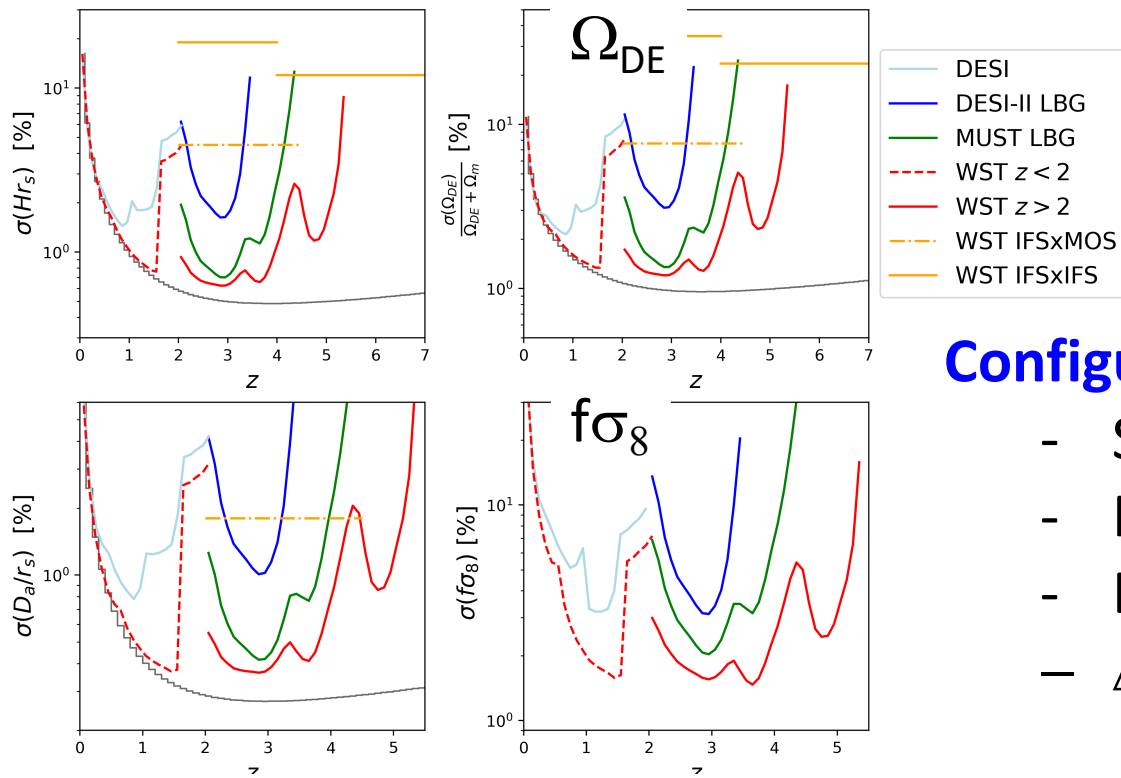 Ω_DE
σ(Hr_s) [%]
10^1
10^0
0 1 2 3 4 5 6 7
z
σ(Ω_DE) / Ω_DE + Ω_m [%]
10^1
10^0
0 1 2 3 4 5 6 7
z
DESI
DESI-II LBG
MUST LBG
WST z < 2
WST z > 2
WST IFSxMOS
WST IFSxIFS
fσ_8
σ(D_a/r_s) [%]
10^0
0 1 2 3 4 5
z
σ(fσ_8) [%]
10^1
10^0
0 1 2 3 4 5
z
-
-
-
—